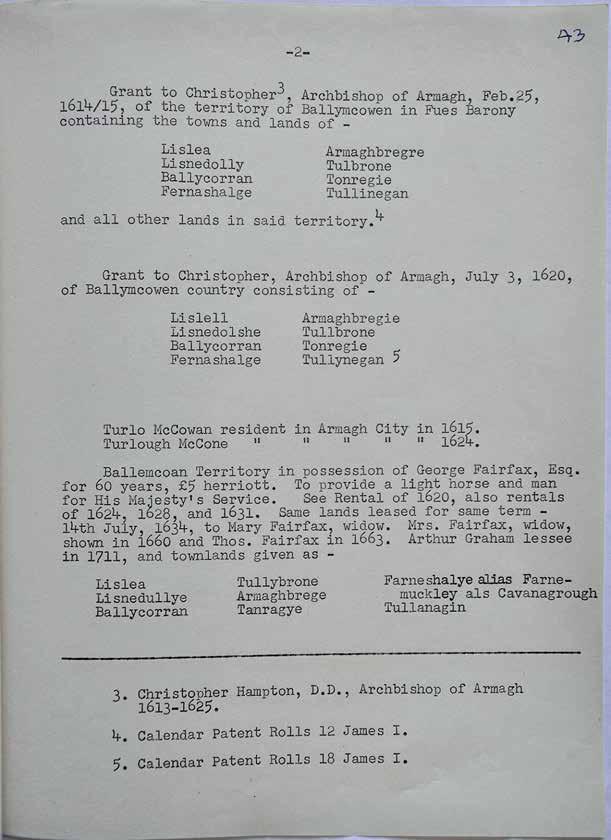 43
-2-
Grant to Christopher3, Archbishop of Armagh, Feb.25,
1614/15, of the territory of Ballymcowen in Fues Barony
containing the towns and lands of -
Lislea Armaghbregre
Lisnedolly Tulbrone
Ballycorran Tonregie
Fernashalge Tullinegan
and all other lands in said territory.4
Grant to Christopher, Archbishop of Armagh, July 3, 1620,
of Ballymcowen country consisting of -
Lislell Armaghbregie
Lisnedolshe Tullbrone
Ballycorran Tonregie
Fernashalge Tullynegan 5
Turlo McCowan resident in Armagh City in 1615.
Turlough McCone " " " " " 1624.
Ballemcoan Territory in possession of George Fairfax, Esq.
for 60 years, £5 herriott. To provide a light horse and man
for His Majesty's Service. See Rental of 1620, also rentals
of 1624, 1628, and 1631. Same lands leased for same term -
14th July, 1634, to Mary Fairfax, widow. Mrs. Fairfax, widow,
shown in 1660 and Thos. Fairfax in 1663. Arthur Graham lessee
in 1711, and townlands given as -
Lislea Tullybrone Farneshalye alias Farne-
Lisnedullye Armaghbrege muckley als Cavanagrough
Ballycorran Tanragye Tullanagin
3. Christopher Hampton, D.D., Archbishop of Armagh
1613-1625.
4. Calendar Patent Rolls 12 James I.
5. Calendar Patent Rolls 18 James I.